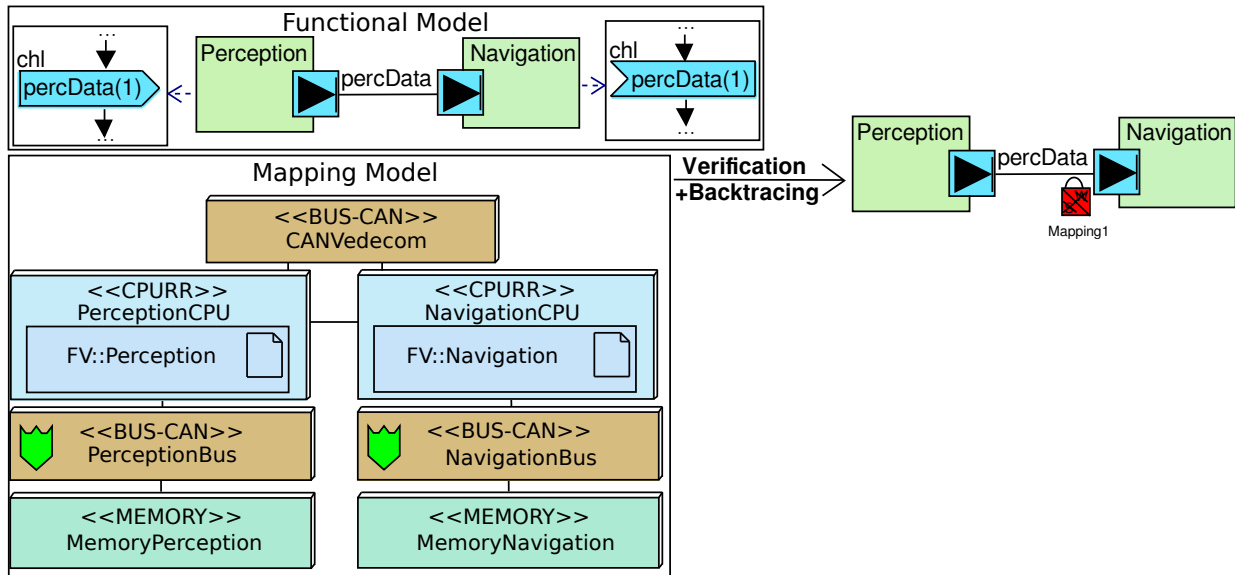 Functional Model
...
chl
percData(1)
...
Perception
percData
Navigation
...
chl
percData(1)
...
Mapping Model
<<BUS-CAN>>
CANVedecom
<<CPURR>>
PerceptionCPU
FV::Perception
<<CPURR>>
NavigationCPU
FV::Navigation
<<BUS-CAN>>
PerceptionBus
<<BUS-CAN>>
NavigationBus
<<MEMORY>>
MemoryPerception
<<MEMORY>>
MemoryNavigation
Verification
+Backtracing
Perception
percData
Navigation
Mapping1